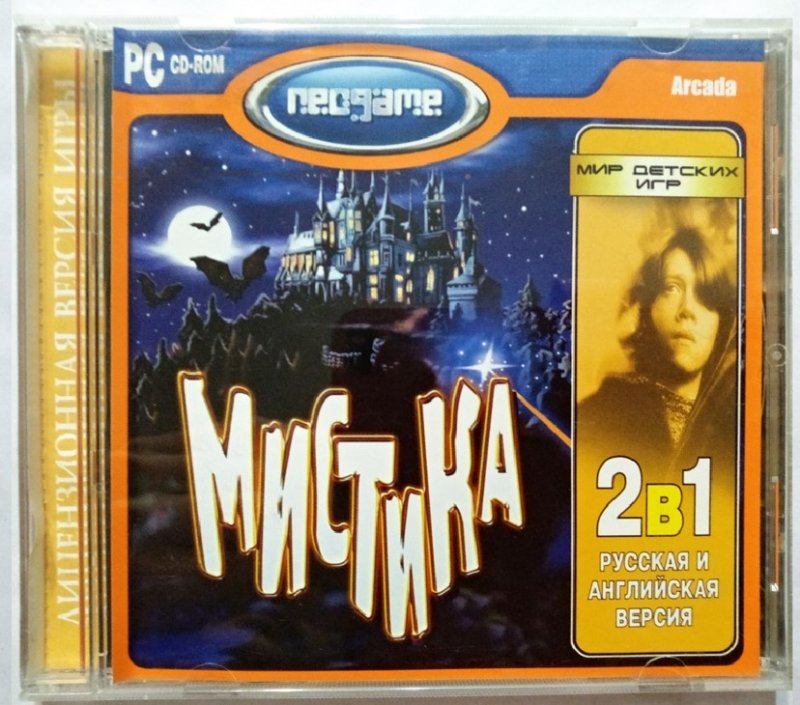 ЛИЦЕНЗИОННАЯ ВЕРСИЯ ИГРЫ
PC CD-ROM
neogame
Arcada
МИР ДЕТСКИХ
ИГР
МИСТИКА
2в1
РУССКАЯ И
АНГЛИЙСКАЯ
ВЕРСИЯ